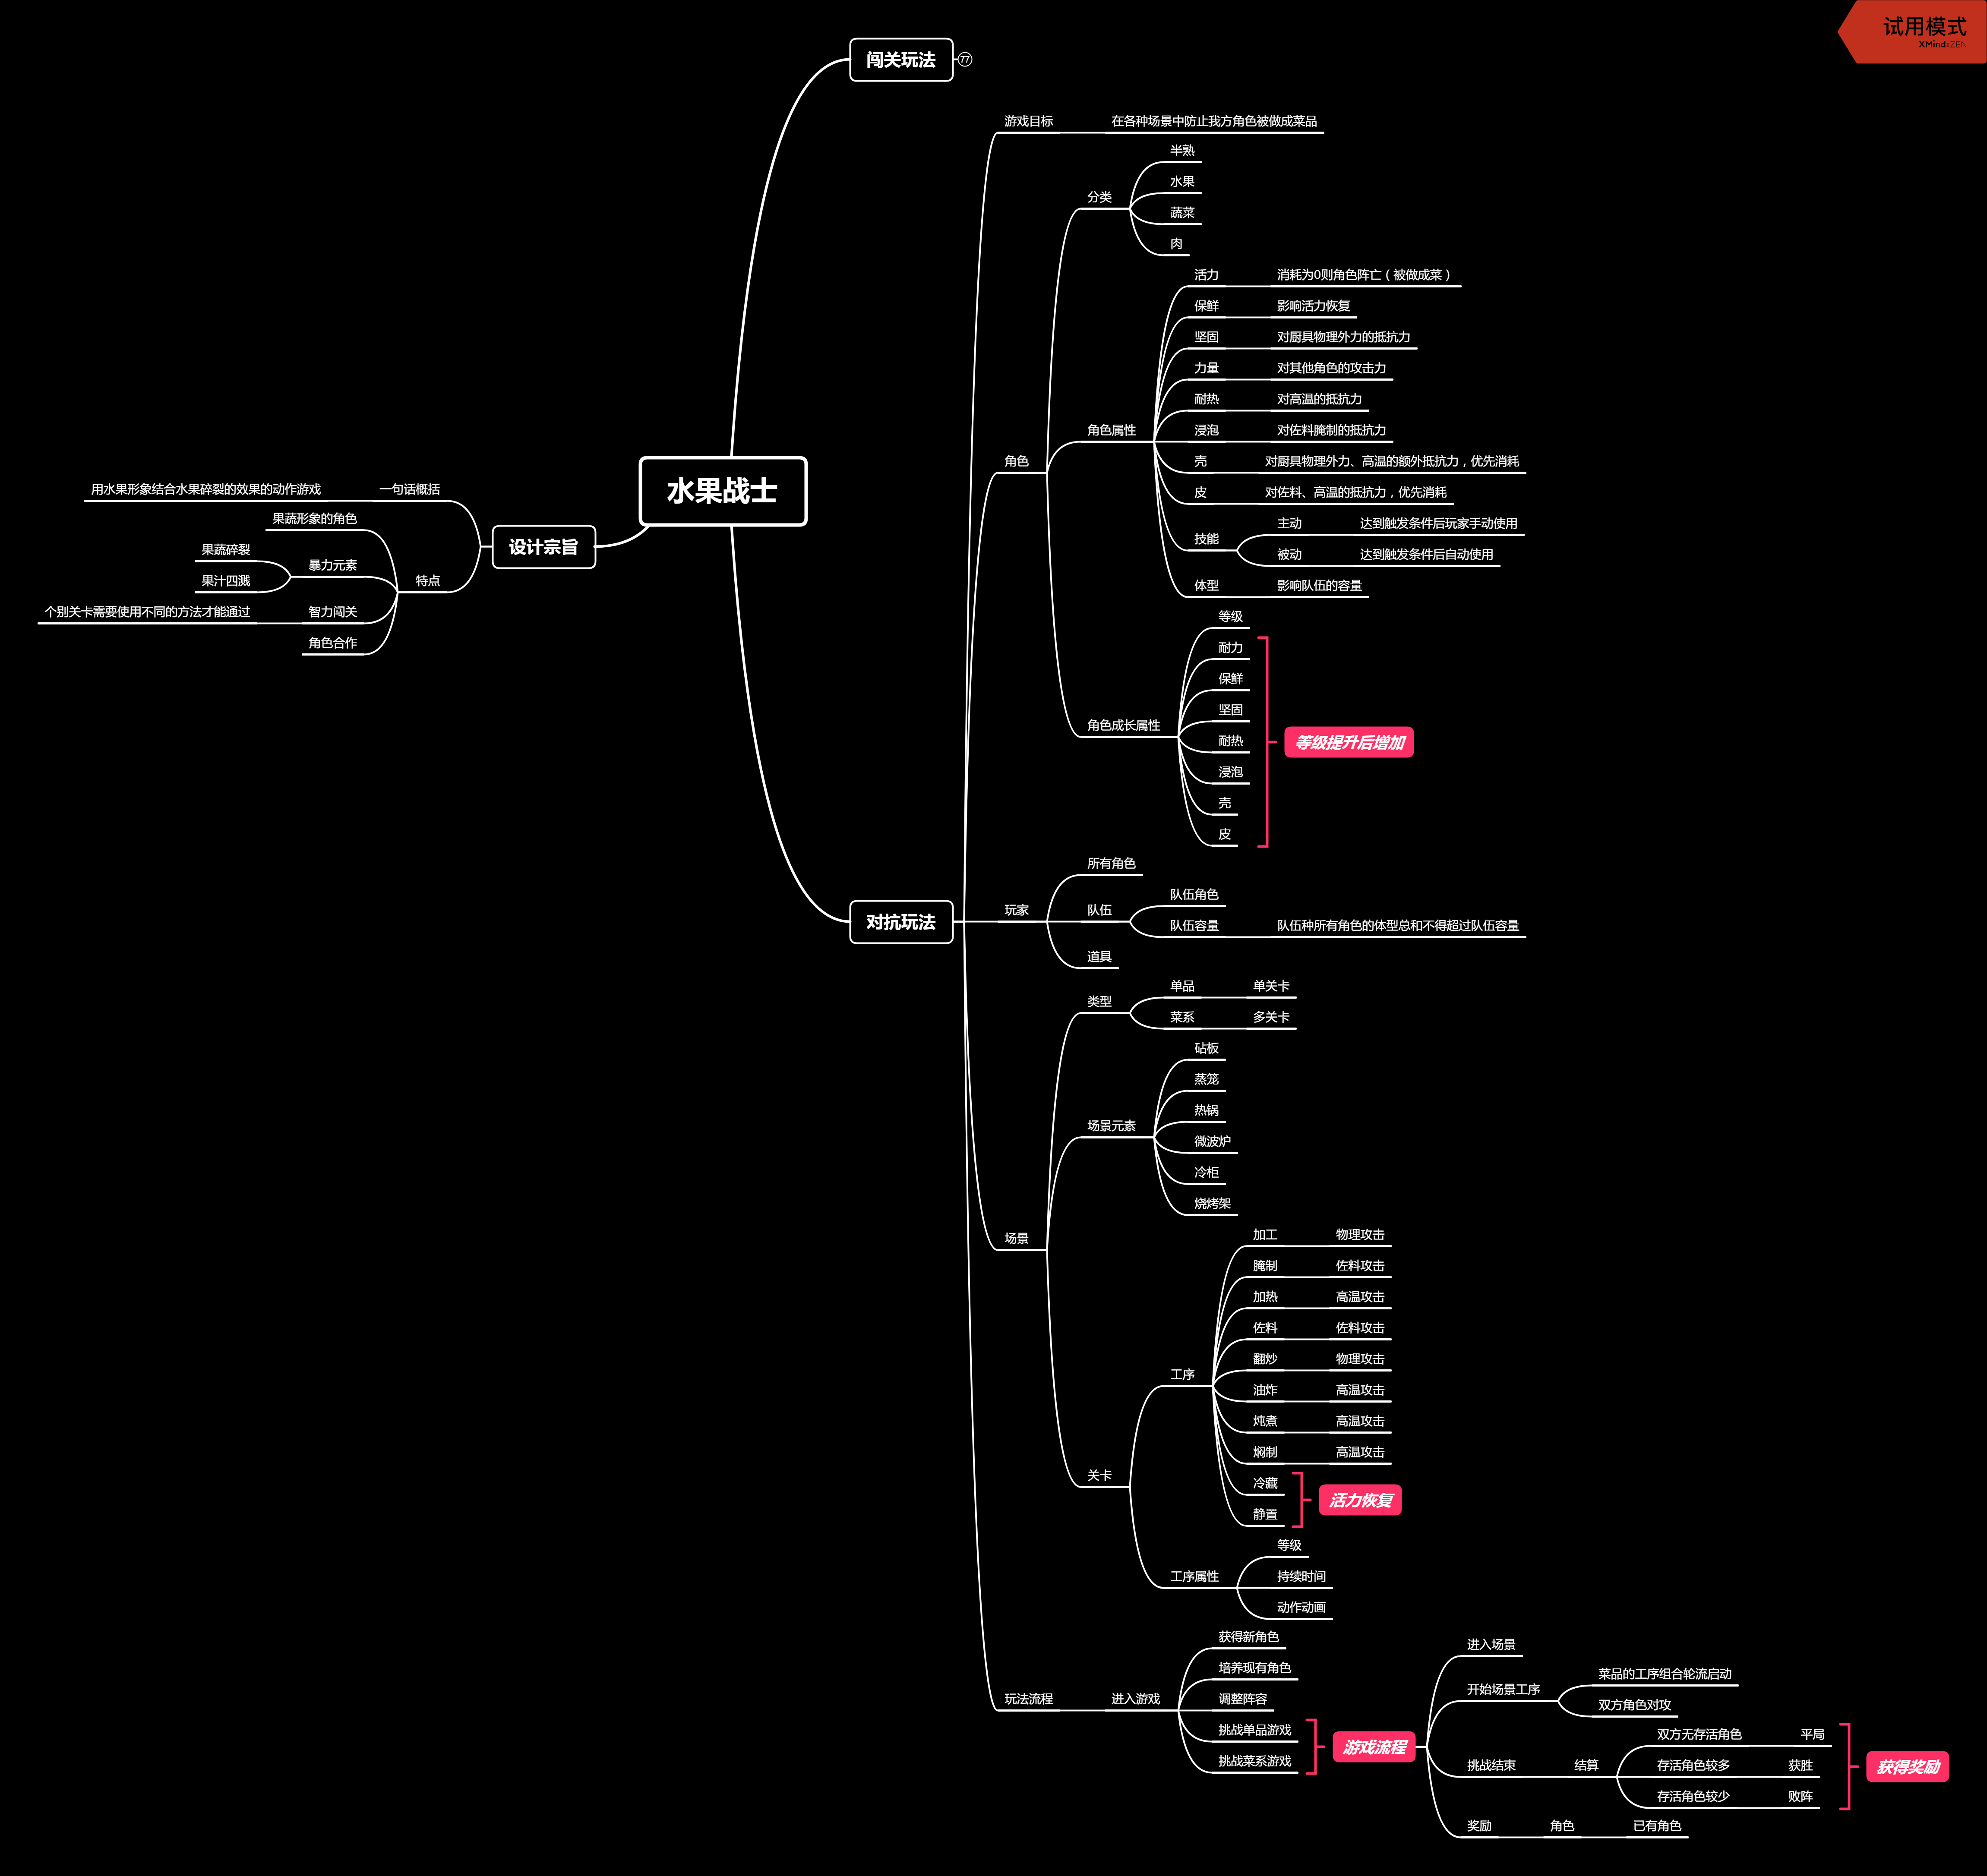 试用模式
XMind:ZEN
水果战士
设计宗旨
一句话概括
用水果形象结合水果碎裂的效果的动作游戏
特点
果蔬形象的角色
暴力元素
果蔬碎裂
果汁四溅
智力闯关
个别关卡需要使用不同的方法才能通过
角色合作
闯关玩法
77
对抗玩法
游戏目标
在各种场景中防止我方角色被做成菜品
角色
分类
半熟
水果
蔬菜
肉
角色属性
活力
消耗为0则角色阵亡（被做成菜）
保鲜
影响活力恢复
坚固
对厨具物理外力的抵抗力
力量
对其他角色的攻击力
耐热
对高温的抵抗力
浸泡
对佐料腌制的抵抗力
壳
对厨具物理外力、高温的额外抵抗力，优先消耗
皮
对佐料、高温的抵抗力，优先消耗
技能
主动
达到触发条件后玩家手动使用
被动
达到触发条件后自动使用
体型
影响队伍的容量
角色成长属性
等级
耐力
保鲜
坚固
耐热
浸泡
壳
皮
等级提升后增加
玩家
所有角色
队伍
队伍角色
队伍容量
队伍种所有角色的体型总和不得超过队伍容量
道具
场景
类型
单品
单关卡
菜系
多关卡
场景元素
砧板
蒸笼
热锅
微波炉
冷柜
烧烤架
关卡
工序
加工
物理攻击
腌制
佐料攻击
加热
高温攻击
佐料
佐料攻击
翻炒
物理攻击
油炸
高温攻击
炖煮
高温攻击
焖制
高温攻击
冷藏
静置
活力恢复
工序属性
等级
持续时间
动作动画
玩法流程
进入游戏
获得新角色
培养现有角色
调整阵容
挑战单品游戏
挑战菜系游戏
游戏流程
进入场景
开始场景工序
菜品的工序组合轮流启动
双方角色对攻
挑战结束
结算
双方无存活角色
平局
存活角色较多
获胜
存活角色较少
败阵
获得奖励
奖励
角色
已有角色